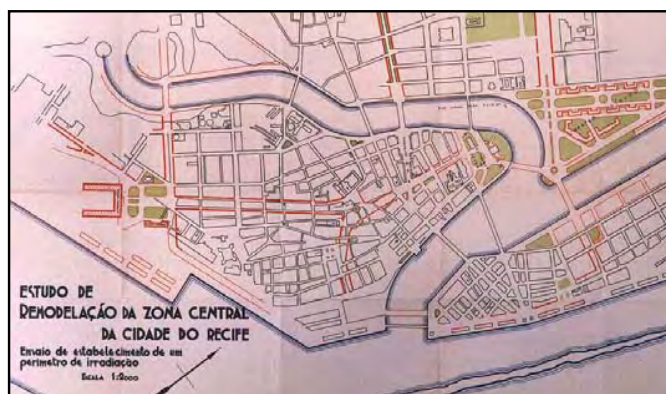 ESTUDO DE
REMODELAÇÃO DA ZONA CENTRAL
DA CIDADE DO RECIFE
Ensaio de estabelecimento de um
perímetro de irradiação
ESCALA 1:2000